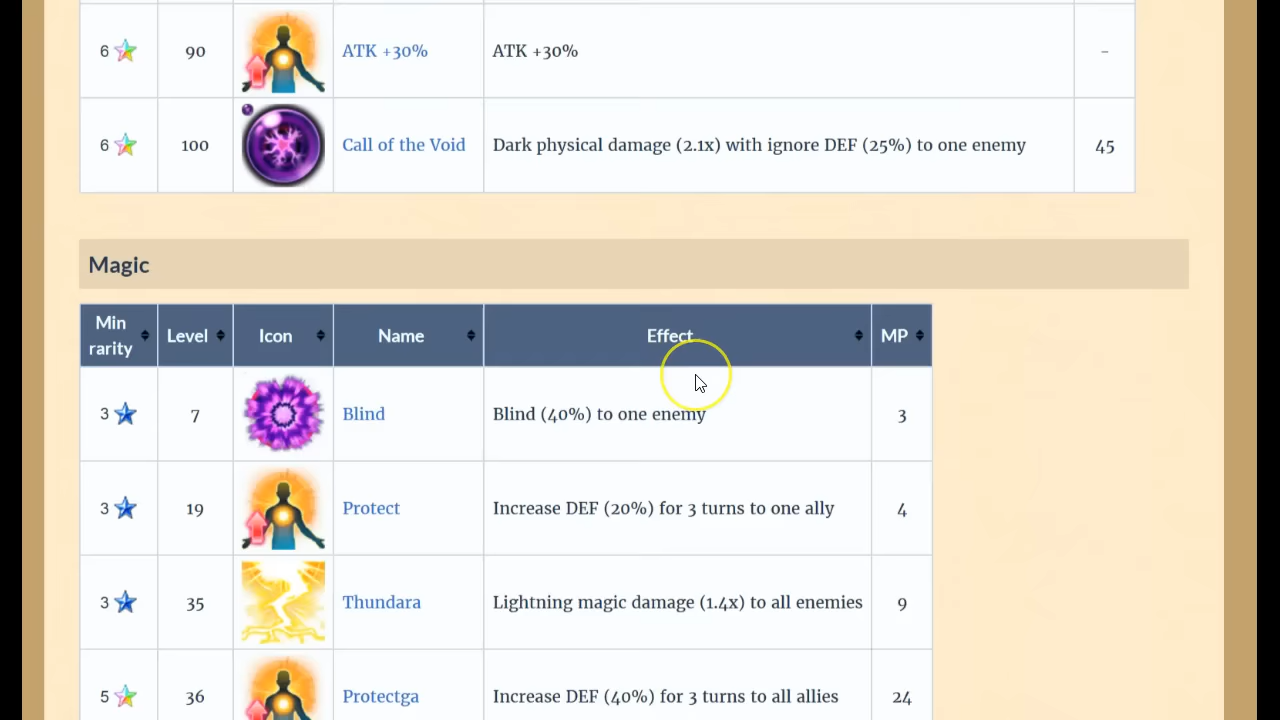 6 90 ATK +30% ATK +30% -
6 100 Call of the Void Dark physical damage (2.1x) with ignore DEF (25%) to one enemy 45
Magic
Min rarity Level Icon Name Effect MP
3 7 Blind Blind (40%) to one enemy 3
3 19 Protect Increase DEF (20%) for 3 turns to one ally 4
3 35 Thundara Lightning magic damage (1.4x) to all enemies 9
5 36 Protectga Increase DEF (40%) for 3 turns to all allies 24